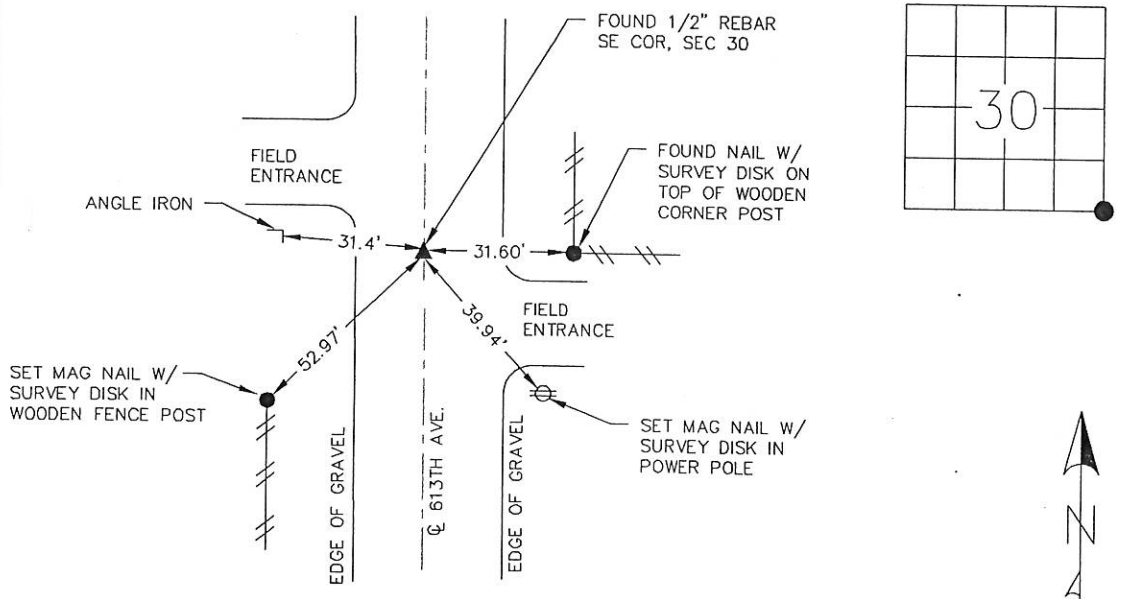 FOUND 1/2" REBAR
SE COR, SEC 30
30
FIELD
ENTRANCE
FOUND NAIL W/
SURVEY DISK ON
TOP OF WOODEN
CORNER POST
ANGLE IRON
31.4'
31.60'
52.97'
39.94'
FIELD
ENTRANCE
SET MAG NAIL W/
SURVEY DISK IN
WOODEN FENCE POST
SET MAG NAIL W/
SURVEY DISK IN
POWER POLE
EDGE OF GRAVEL
℄ 613TH AVE.
EDGE OF GRAVEL
N